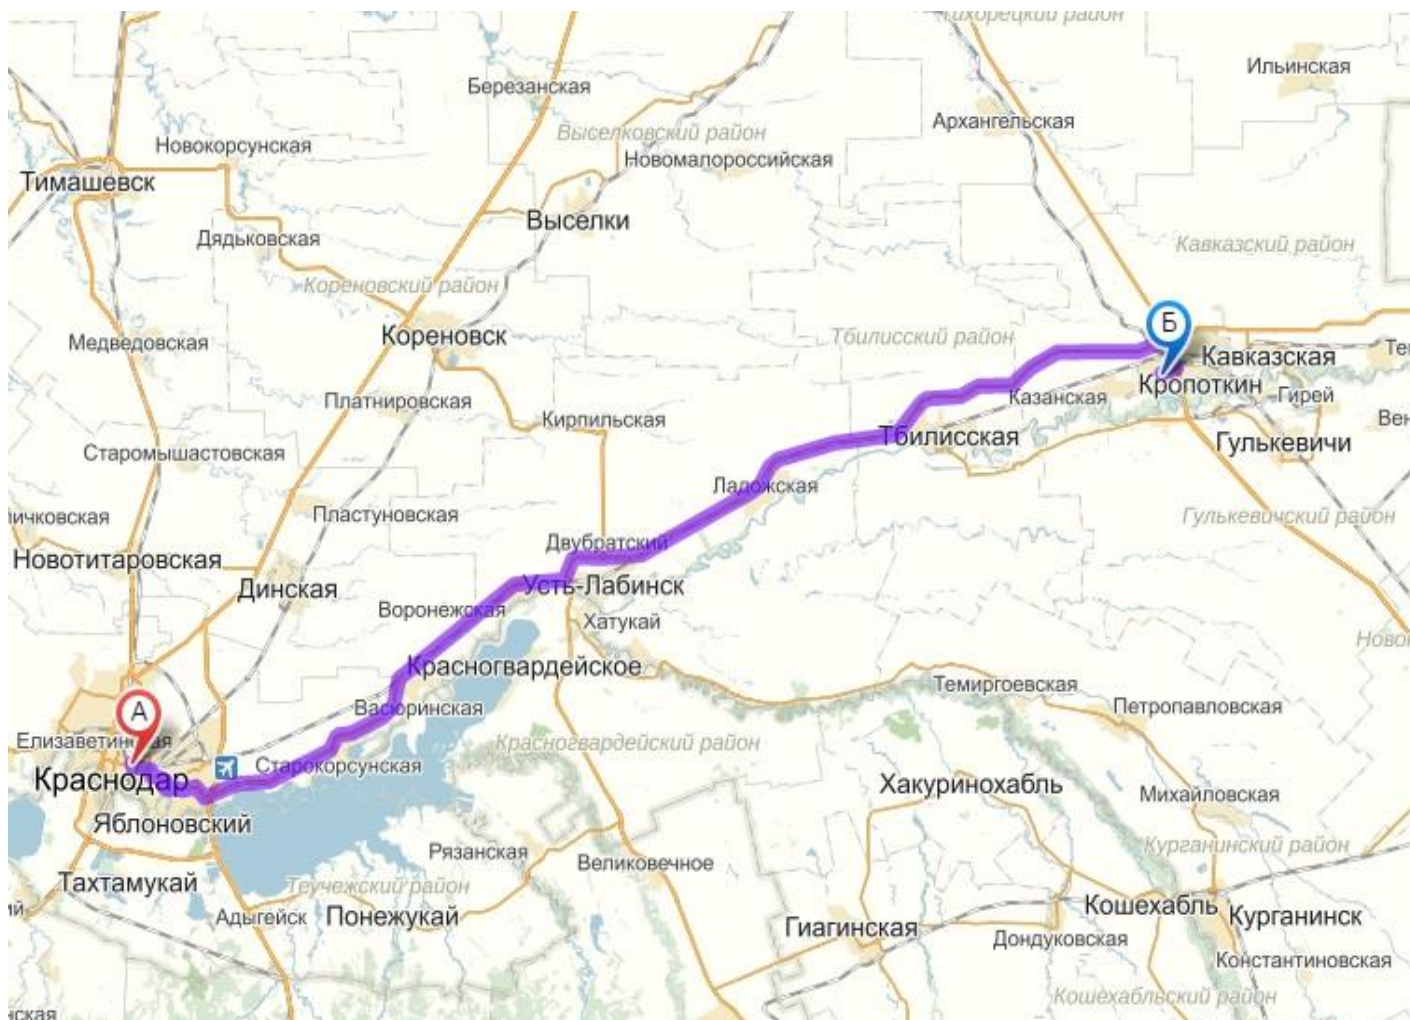 Тихорецкий район
Ильинская
Березанская
Архангельская
Выселковский район
Новокорсунская
Новомалороссийская
Тимашевск
Выселки
Дядьковская
Кавказский район
Кореновский район
Б
Кореновск
Тбилисский район
Медведовская
Кавказская
Кропоткин
Казанская
Гирей
Платнировская
Кирпильская
Тбилисская
Гулькевичи
Старомышастовская
Ладожская
Пластуновская
Гулькевичский район
Двубратский
Новотитаровская
Динская
Усть-Лабинск
Воронежская
Хатукай
Красногвардейское
Темиргоевская
Васюринская
Петропавловская
А
Елизаветинская
Красногвардейский район
Старокорсунская
Краснодар
Хакуринохабль
Михайловская
Яблоновский
Рязанская
Великовечное
Курганинский район
Тахтамукай
Теучежский район
Адыгейск
Понежукай
Кошехабль
Курганинск
Гиагинская
Дондуковская
Константиновская
Кошехабльский район